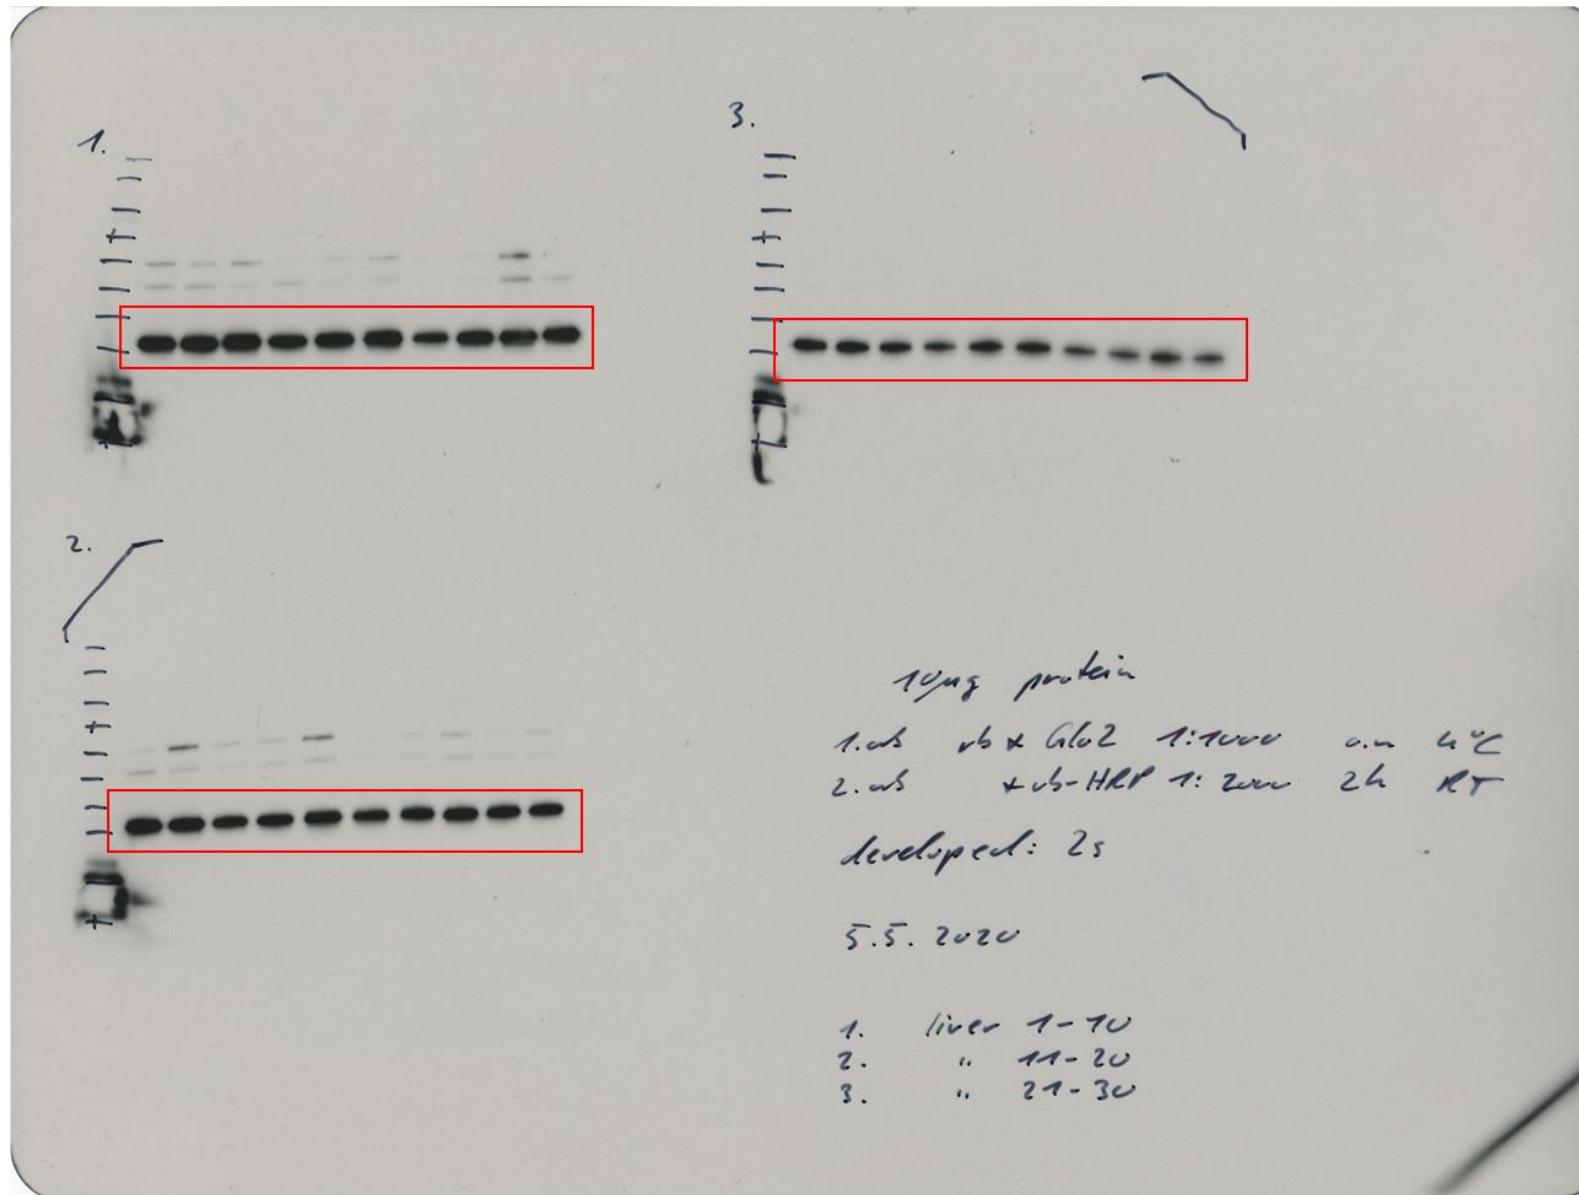 1.
3.
2.
10µg protein
1.ab rb α Glo2 1:1000 o.n 4°C
2.ab α rb-HRP 1:2000 2h RT
developed: 2s
5.5.2020
1. liver 1-10
2. " 11-20
3. " 21-30